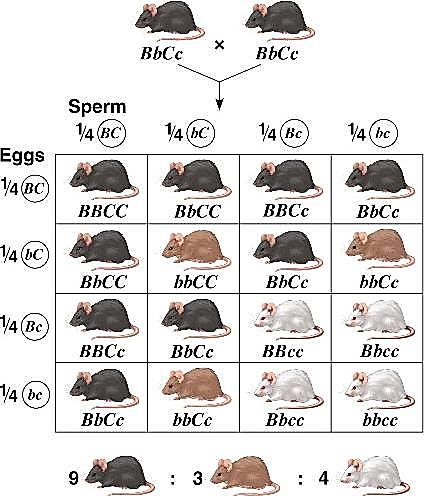 BbCc × BbCc
Sperm
1/4 BC 1/4 bC 1/4 Bc 1/4 bc
Eggs
1/4 BC
BBCC BbCC BBCc BbCc
1/4 bC
BbCC bbCC BbCc bbCc
1/4 Bc
BBCc BbCc BBcc Bbcc
1/4 bc
BbCc bbCc Bbcc bbcc
9 : 3 : 4